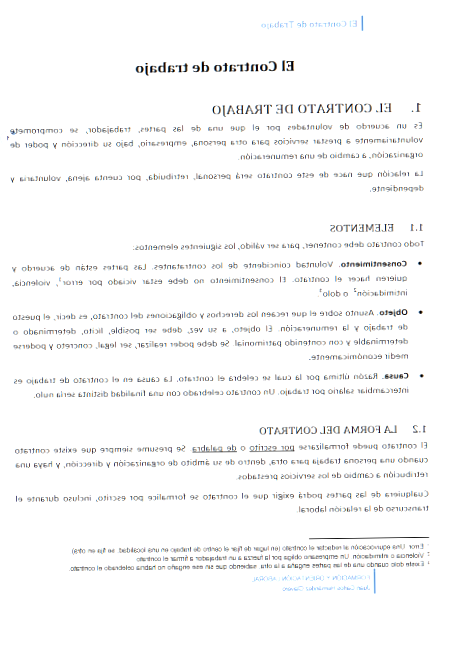 El Contrato de Trabajo
El Contrato de trabajo
1. EL CONTRATO DE TRABAJO
Es un acuerdo de voluntades por el que una de las partes, trabajador, se compromete
voluntariamente a prestar servicios para otra persona, empresario, bajo su dirección y poder de
organización, a cambio de una remuneración.
La relación que nace de este contrato será personal, retribuida, por cuenta ajena, voluntaria y
dependiente.
1.1 ELEMENTOS
Todo contrato debe contener, para ser válido, los siguientes elementos:
• Consentimiento. Voluntad coincidente de los contratantes. Las partes están de acuerdo y
quieren hacer el contrato. El consentimiento no debe estar viciado por error¹, violencia,
intimidación² o dolo³.
• Objeto. Asunto sobre el que recaen los derechos y obligaciones del contrato, es decir, el puesto
de trabajo y la remuneración. El objeto, a su vez, debe ser posible, lícito, determinado o
determinable y con contenido patrimonial. Se debe poder realizar, ser legal, concreto y poderse
medir económicamente.
• Causa. Razón última por la cual se celebra el contrato. La causa en el contrato de trabajo es
intercambiar salario por trabajo. Un contrato celebrado con una finalidad distinta sería nulo.
1.2 LA FORMA DEL CONTRATO
El contrato puede formalizarse por escrito o de palabra. Se presume siempre que existe contrato
cuando una persona trabaja para otra, dentro de su ámbito de organización y dirección, y haya una
retribución a cambio de los servicios prestados.
Cualquiera de las partes podrá exigir que el contrato se formalice por escrito, incluso durante el
transcurso de la relación laboral.
¹ Error. Una equivocación al redactar el contrato (en lugar de fijar el centro de trabajo en una localidad, se fija en otra)
² Violencia o intimidación. Un empresario obliga por la fuerza a un trabajador a firmar el contrato
³ Existe dolo cuando una de las partes engaña a la otra, sabiendo que sin ese engaño no habría celebrado el contrato.
FORMACIÓN Y ORIENTACIÓN LABORAL
Juan Carlos Hernández